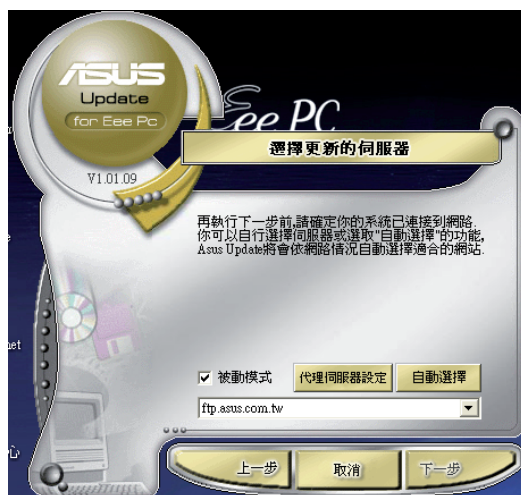 ASUS
Update
for Eee Pc
V1.01.09
Eee PC
選擇更新的伺服器
再執行下一步前,請確定你的系統已連接到網路.
你可以自行選擇伺服器或選取"自動選擇"的功能,
Asus Update將會依網路情況自動選擇適合的網站.
被動模式
代理伺服器設定
自動選擇
ftp.asus.com.tw
上一步
取消
下一步